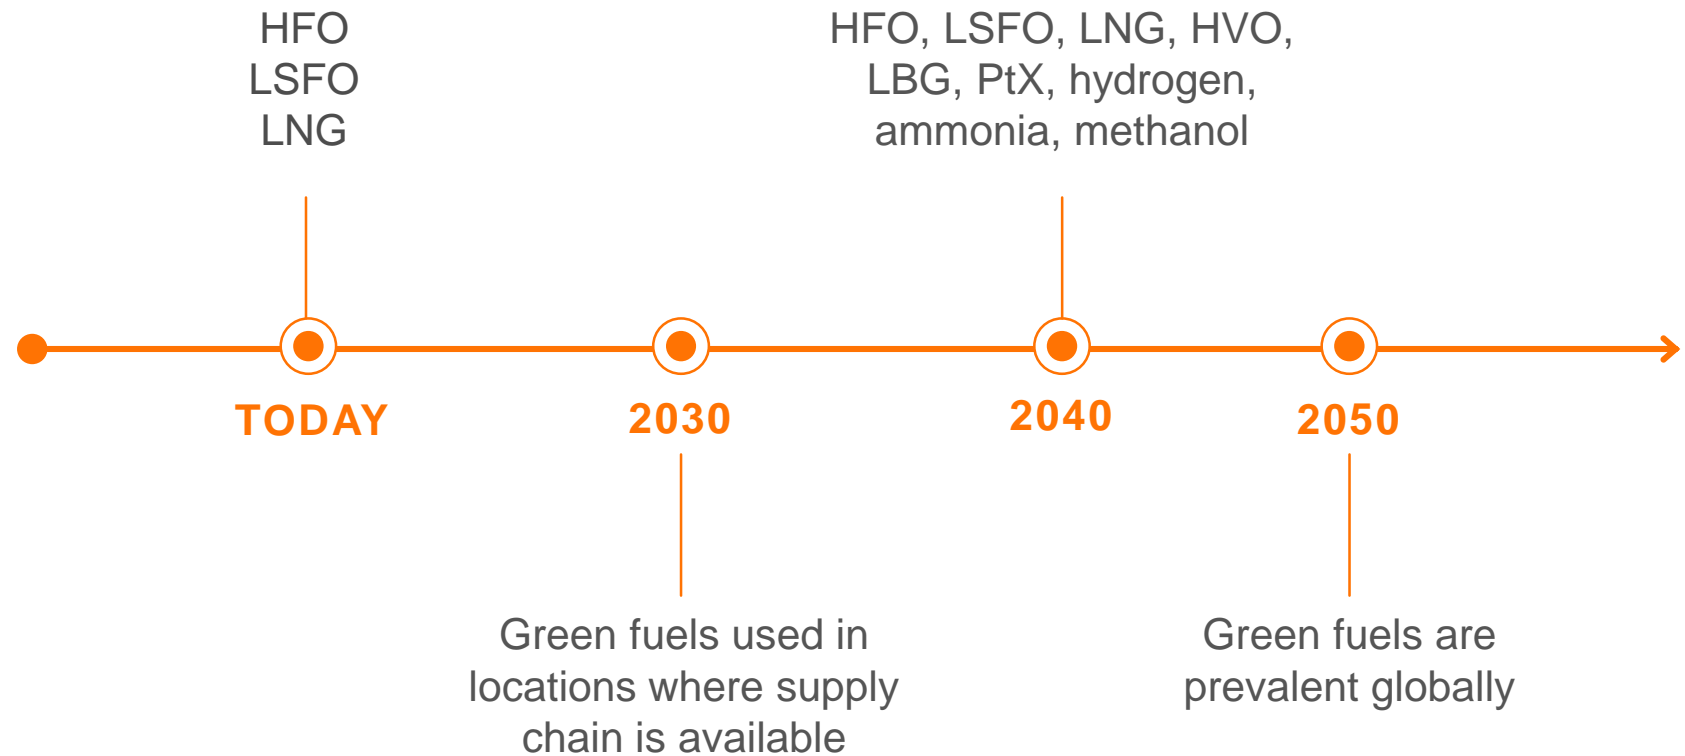 HFO
LSFO
LNG
HFO, LSFO, LNG, HVO,
LBG, PtX, hydrogen,
ammonia, methanol
TODAY
2030
2040
2050
Green fuels used in
locations where supply
chain is available
Green fuels are
prevalent globally